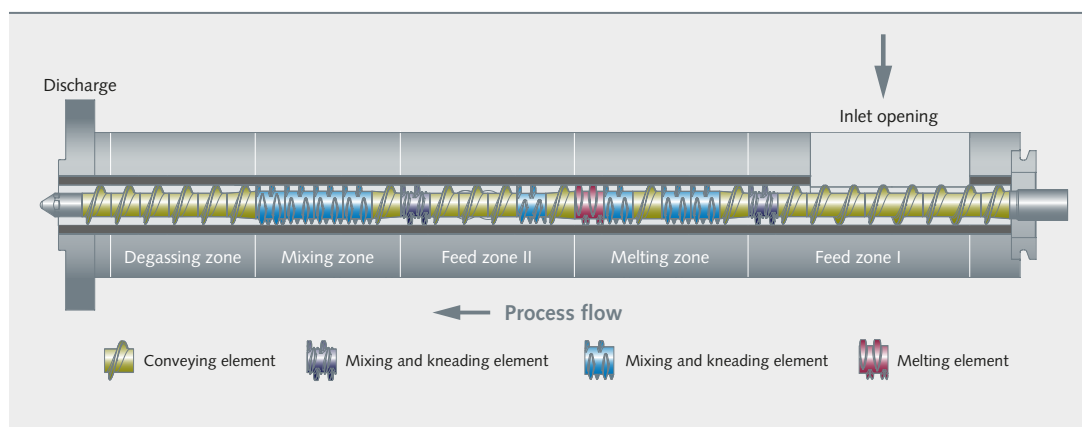 Discharge
Inlet opening
Degassing zone
Mixing zone
Feed zone II
Melting zone
Feed zone I
Process flow
Conveying element
Mixing and kneading element
Mixing and kneading element
Melting element